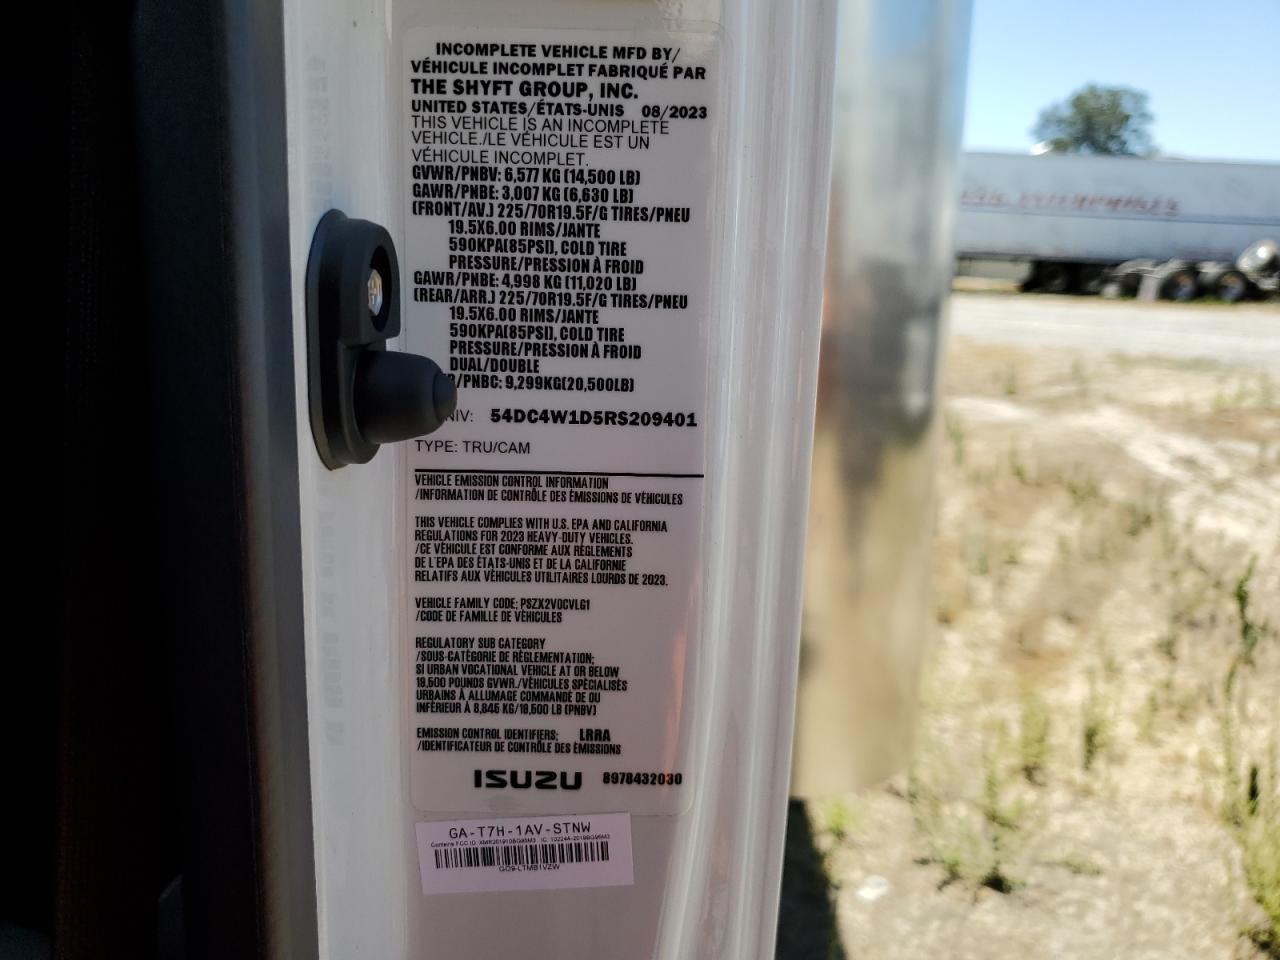 INCOMPLETE VEHICLE MFD BY/
VÉHICULE INCOMPLET FABRIQUÉ PAR
THE SHYFT GROUP, INC.
UNITED STATES/ÉTATS-UNIS 08/2023
THIS VEHICLE IS AN INCOMPLETE
VEHICLE./LE VÉHICULE EST UN
VÉHICULE INCOMPLET.
GVWR/PNBV: 6,577 KG (14,500 LB)
GAWR/PNBE: 3,007 KG (6,630 LB)
(FRONT/AV.) 225/70R19.5F/G TIRES/PNEU
19.5X6.00 RIMS/JANTE
590KPA(85PSI), COLD TIRE
PRESSURE/PRESSION À FROID
GAWR/PNBE: 4,998 KG (11,020 LB)
(REAR/ARR.) 225/70R19.5F/G TIRES/PNEU
19.5X6.00 RIMS/JANTE
590KPA(85PSI), COLD TIRE
PRESSURE/PRESSION À FROID
DUAL/DOUBLE
/PNBC: 9,299KG(20,500LB)
NIV: 54DC4W1D5RS209401
TYPE: TRU/CAM
VEHICLE EMISSION CONTROL INFORMATION
/INFORMATION DE CONTRÔLE DES ÉMISSIONS DE VÉHICULES
THIS VEHICLE COMPLIES WITH U.S. EPA AND CALIFORNIA
REGULATIONS FOR 2023 HEAVY-DUTY VEHICLES.
/CE VÉHICULE EST CONFORME AUX RÈGLEMENTS
DE L'EPA DES ÉTATS-UNIS ET DE LA CALIFORNIE
RELATIFS AUX VÉHICULES UTILITAIRES LOURDS DE 2023.
VEHICLE FAMILY CODE; PSZX2VOCVLG1
/CODE DE FAMILLE DE VÉHICULES
REGULATORY SUB CATEGORY
/SOUS-CATÉGORIE DE RÉGLEMENTATION;
SI URBAN VOCATIONAL VEHICLE AT OR BELOW
19,500 POUNDS GVWR./VÉHICULES SPÉCIALISÉS
URBAINS À ALLUMAGE COMMANDÉ DE OU
INFÉRIEUR À 8,845 KG/19,500 LB (PNBV)
EMISSION CONTROL IDENTIFIERS: LRRA
/IDENTIFICATEUR DE CONTRÔLE DES ÉMISSIONS
ISUZU 8978432030
GA-T7H-1AV-STNW
Contains FCC ID:
GO9-LTMB1VZW